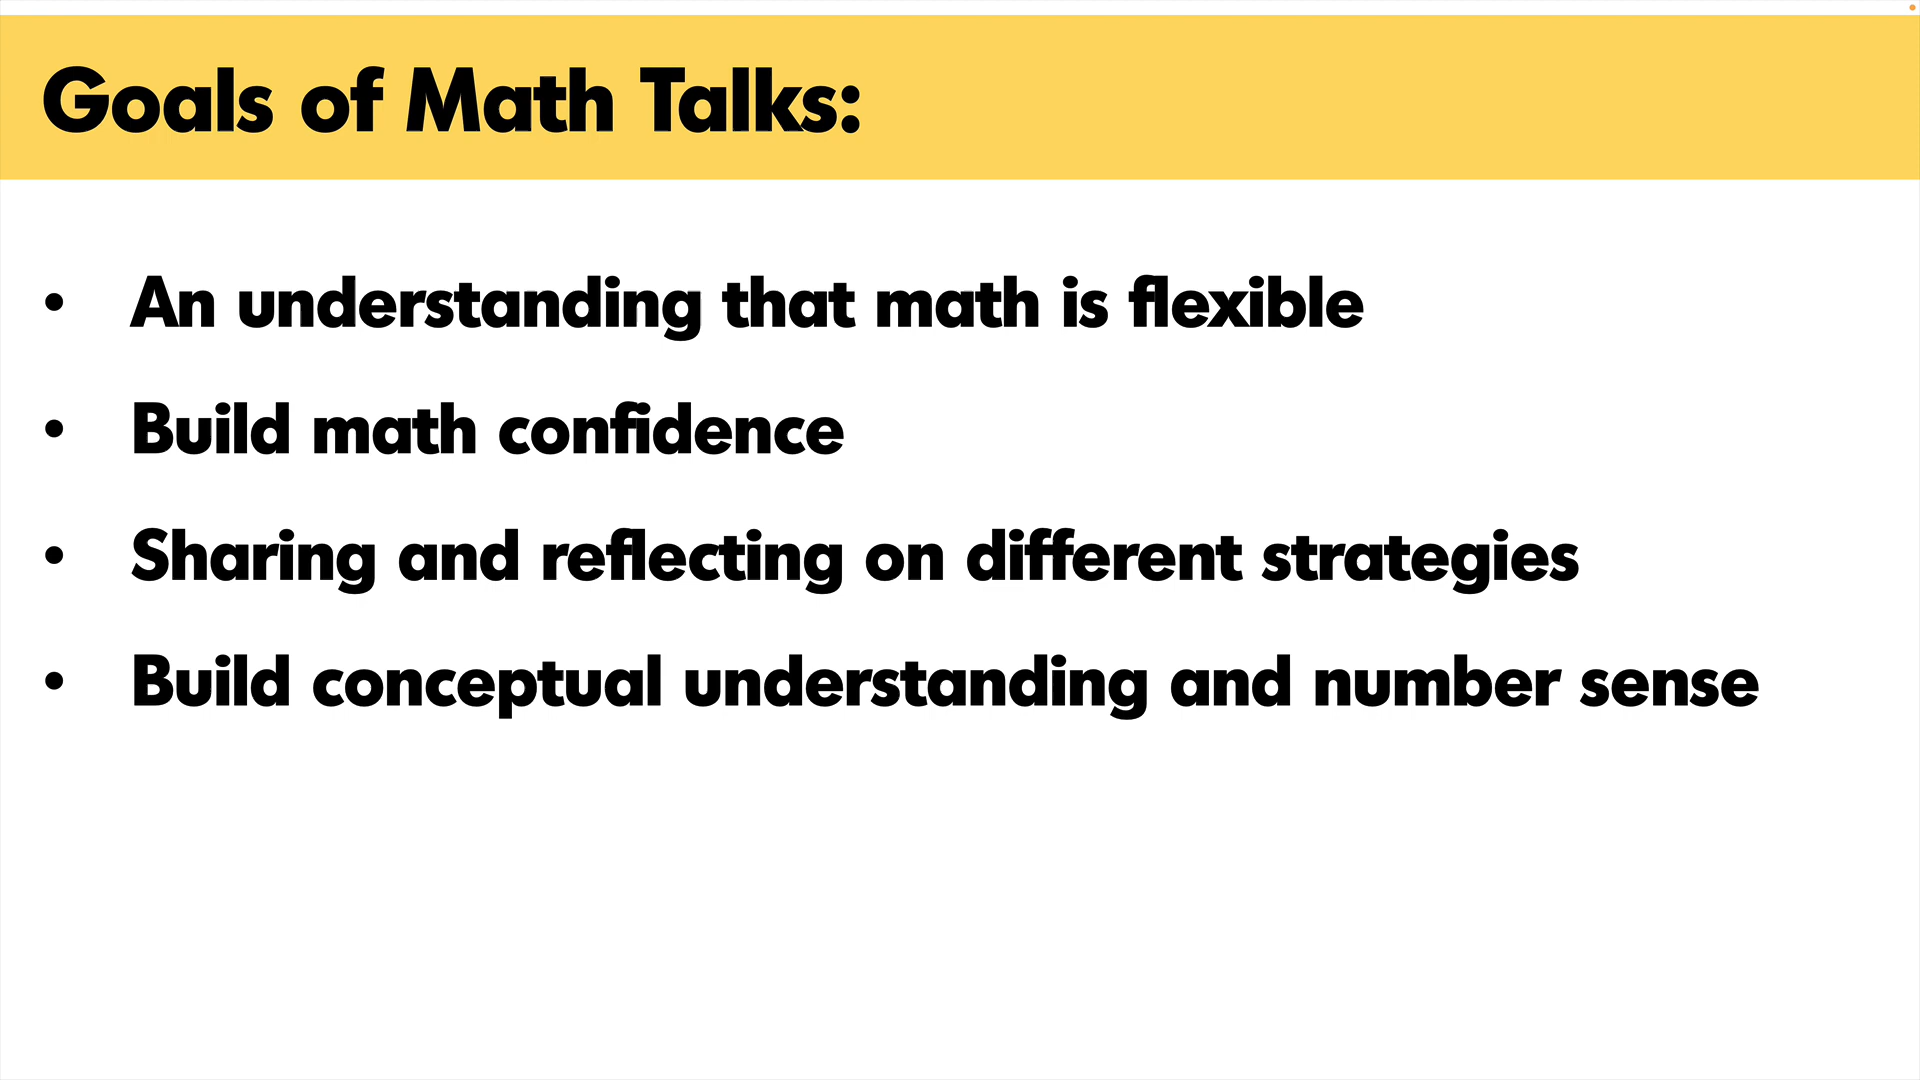 Goals of Math Talks:
• An understanding that math is flexible
• Build math confidence
• Sharing and reflecting on different strategies
• Build conceptual understanding and number sense